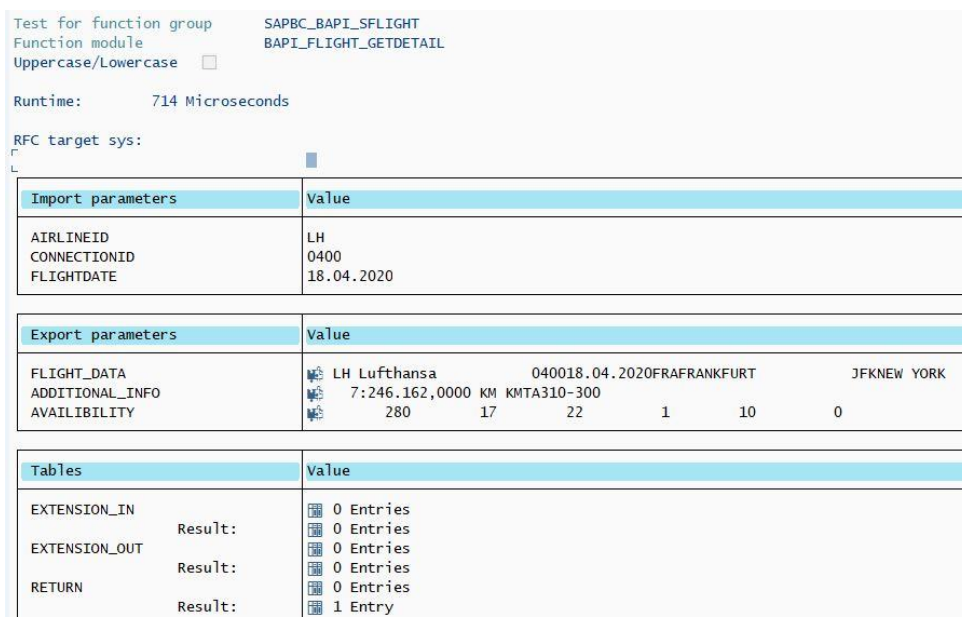 Test for function group SAPBC_BAPI_SFLIGHT
Function module BAPI_FLIGHT_GETDETAIL
Uppercase/Lowercase
Runtime: 714 Microseconds
RFC target sys:
Import parameters Value
AIRLINEID LH
CONNECTIONID 0400
FLIGHTDATE 18.04.2020
Export parameters Value
FLIGHT_DATA LH Lufthansa 040018.04.2020FRAFRANKFURT JFKNEW YORK
ADDITIONAL_INFO 7:246.162,0000 KM KMTA310-300
AVAILIBILITY 280 17 22 1 10 0
Tables Value
EXTENSION_IN 0 Entries
Result: 0 Entries
EXTENSION_OUT 0 Entries
Result: 0 Entries
RETURN 0 Entries
Result: 1 Entry